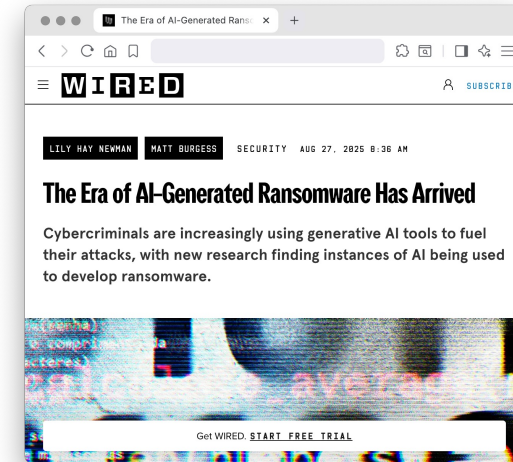 The Era of AI-Generated Rans
WIRED
SUBSCRIB
LILY HAY NEWMAN MATT BURGESS SECURITY AUG 27, 2025 8:36 AM
The Era of AI-Generated Ransomware Has Arrived
Cybercriminals are increasingly using generative AI tools to fuel
their attacks, with new research finding instances of AI being used
to develop ransomware.
Get WIRED. START FREE TRIAL